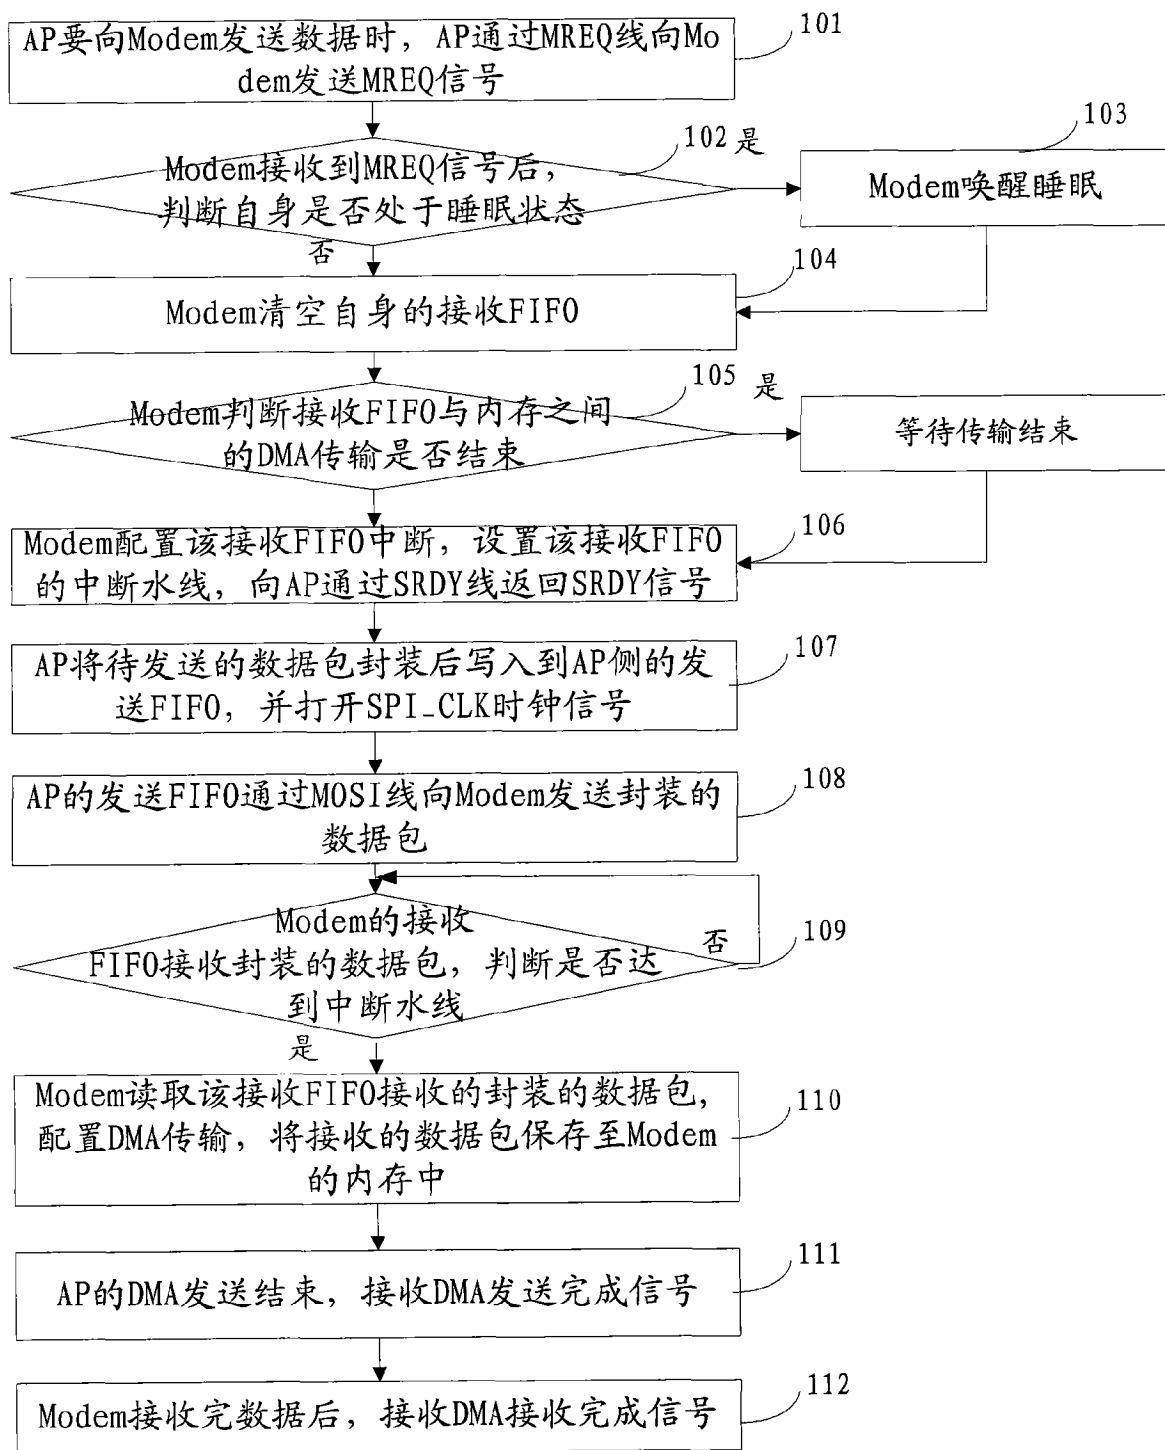 AP要向Modem发送数据时，AP通过MREQ线向Mo
dem发送MREQ信号
101
Modem接收到MREQ信号后，
判断自身是否处于睡眠状态
102
是
否
Modem唤醒睡眠
103
Modem清空自身的接收FIFO
104
Modem判断接收FIFO与内存之间
的DMA传输是否结束
105
是
等待传输结束
Modem配置该接收FIFO中断，设置该接收FIFO
的中断水线，向AP通过SRDY线返回SRDY信号
106
AP将待发送的数据包封装后写入到AP侧的发
送FIFO，并打开SPI_CLK时钟信号
107
AP的发送FIFO通过MOSI线向Modem发送封装的
数据包
108
Modem的接收
FIFO接收封装的数据包，判断是否达
到中断水线
否
109
是
Modem读取该接收FIFO接收的封装的数据包，
配置DMA传输，将接收的数据包保存至Modem
的内存中
110
AP的DMA发送结束，接收DMA发送完成信号
111
Modem接收完数据后，接收DMA接收完成信号
112